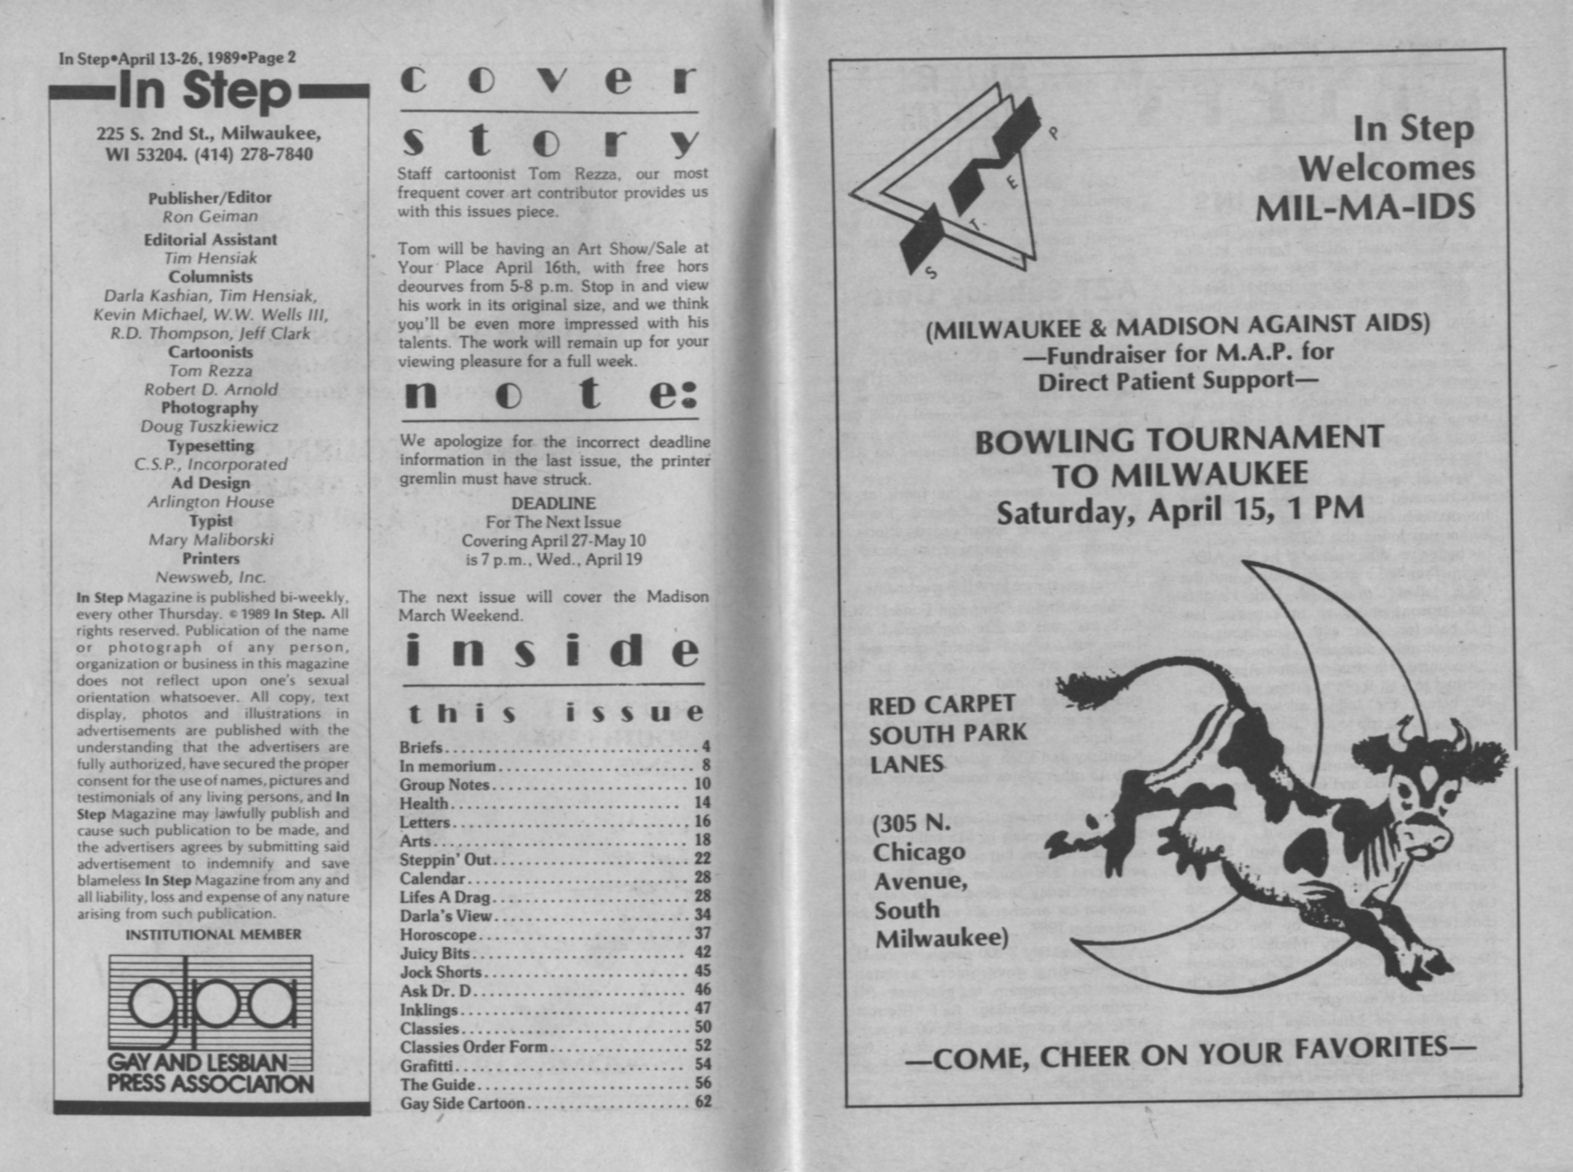 In Step•April 13-26, 1989•Page 2
In Step
225 S. 2nd St., Milwaukee,
WI 53204. (414) 278-7840
Publisher/Editor
Ron Geiman
Editorial Assistant
Tim Hensiak
Columnists
Darla Kashian, Tim Hensiak,
Kevin Michael, W.W. Wells III,
R.D. Thompson, Jeff Clark
Cartoonists
Tom Rezza
Robert D. Arnold
Photography
Doug Tuszkiewicz
Typesetting
C.S.P., Incorporated
Ad Design
Arlington House
Typist
Mary Maliborski
Printers
Newsweb, Inc.
In Step Magazine is published bi-weekly,
every other Thursday. © 1989 In Step. All
rights reserved. Publication of the name
or photograph of any person,
organization or business in this magazine
does not reflect upon one's sexual
orientation whatsoever. All copy, text
display, photos and illustrations in
advertisements are published with the
understanding that the advertisers are
fully authorized, have secured the proper
consent for the use of names, pictures and
testimonials of any living persons, and In
Step Magazine may lawfully publish and
cause such publication to be made, and
the advertisers agrees by submitting said
advertisement to indemnify and save
blameless In Step Magazine from any and
all liability, loss and expense of any nature
arising from such publication.
INSTITUTIONAL MEMBER
gpa
GAY AND LESBIAN
PRESS ASSOCIATION
cover
story
Staff cartoonist Tom Rezza, our most
frequent cover art contributor provides us
with this issues piece.
Tom will be having an Art Show/Sale at
Your Place April 16th, with free hors
deourves from 5-8 p.m. Stop in and view
his work in its original size, and we think
you'll be even more impressed with his
talents. The work will remain up for your
viewing pleasure for a full week.
note:
We apologize for the incorrect deadline
information in the last issue, the printer
gremlin must have struck.
DEADLINE
For The Next Issue
Covering April 27-May 10
is 7 p.m., Wed., April 19
The next issue will cover the Madison
March Weekend.
inside
this issue
Briefs..............................4
In memorium........................8
Group Notes........................10
Health............................14
Letters............................16
Arts..............................18
Steppin' Out........................22
Calendar..........................28
Lifes A Drag........................28
Darla's View........................34
Horoscope..........................37
Juicy Bits..........................42
Jock Shorts........................45
Ask Dr. D..........................46
Inklings............................47
Classies............................50
Classies Order Form..................52
Grafitti............................54
The Guide..........................56
Gay Side Cartoon....................62
S T - E P
In Step
Welcomes
MIL-MA-IDS
(MILWAUKEE & MADISON AGAINST AIDS)
—Fundraiser for M.A.P. for
Direct Patient Support—
BOWLING TOURNAMENT
TO MILWAUKEE
Saturday, April 15, 1 PM
RED CARPET
SOUTH PARK
LANES
(305 N.
Chicago
Avenue,
South
Milwaukee)
—COME, CHEER ON YOUR FAVORITES—